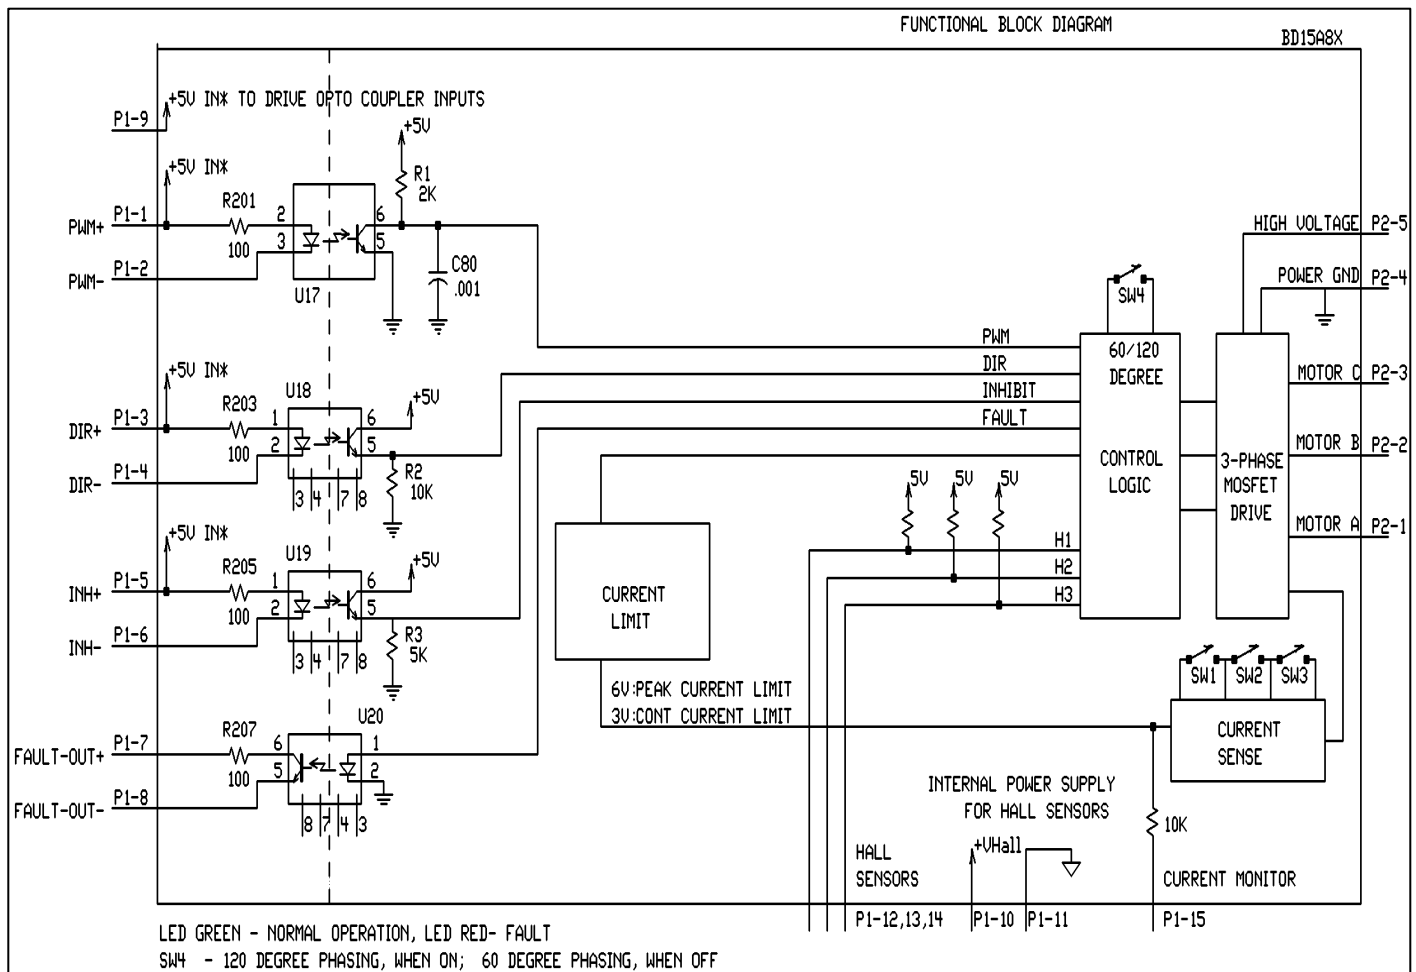 FUNCTIONAL BLOCK DIAGRAM
BD15A8X
+5V IN* TO DRIVE OPTO COUPLER INPUTS
P1-9
+5V
+5V IN*
R1
2K
R201
100
PWM+ P1-1
2
3
6
5
PWM- P1-2
U17
C80
.001
HIGH VOLTAGE P2-5
POWER GND P2-4
SW4
PWM
DIR
INHIBIT
FAULT
60/120
DEGREE
CONTROL
LOGIC
3-PHASE
MOSFET
DRIVE
MOTOR C P2-3
MOTOR B P2-2
MOTOR A P2-1
+5V IN*
U18
+5V
R203
100
DIR+ P1-3
1
2
6
5
DIR- P1-4
3 4 7 8
R2
10K
5V 5V 5V
H1
H2
H3
+5V IN*
U19
+5V
R205
100
INH+ P1-5
1
2
6
5
INH- P1-6
3 4 7 8
R3
5K
CURRENT
LIMIT
6V:PEAK CURRENT LIMIT
3V:CONT CURRENT LIMIT
SW1 SW2 SW3
CURRENT
SENSE
U20
R207
100
FAULT-OUT+ P1-7
6
5
1
2
FAULT-OUT- P1-8
8 7 4 3
INTERNAL POWER SUPPLY
FOR HALL SENSORS
+VHall
10K
HALL
SENSORS
CURRENT MONITOR
P1-12,13,14 P1-10 P1-11 P1-15
LED GREEN - NORMAL OPERATION, LED RED- FAULT
SW4 - 120 DEGREE PHASING, WHEN ON; 60 DEGREE PHASING, WHEN OFF